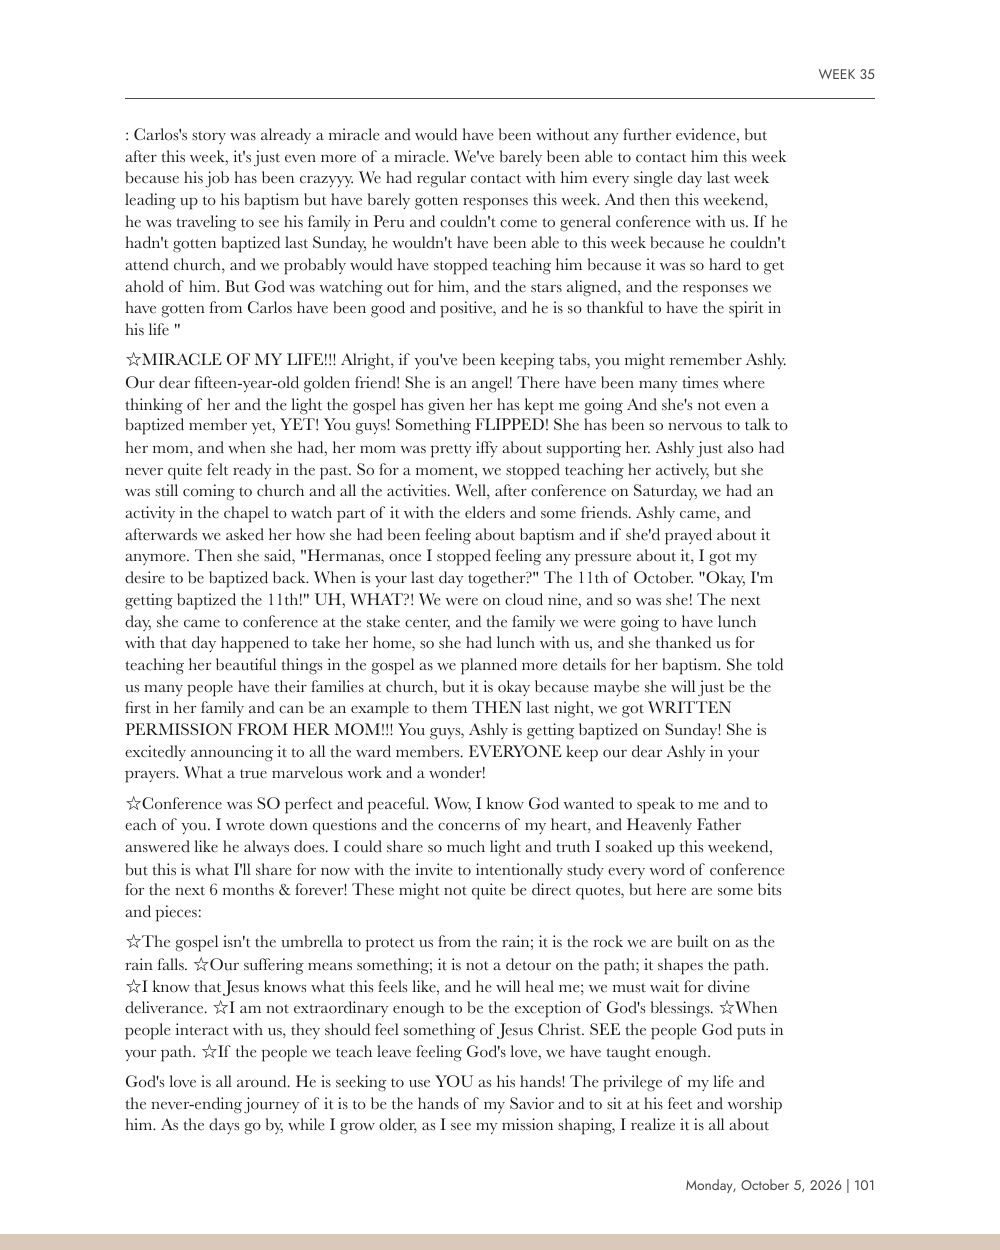 WEEK 35
: Carlos's story was already a miracle and would have been without any further evidence, but
after this week, it's just even more of a miracle. We've barely been able to contact him this week
because his job has been crazyyy. We had regular contact with him every single day last week
leading up to his baptism but have barely gotten responses this week. And then this weekend,
he was traveling to see his family in Peru and couldn't come to general conference with us. If he
hadn't gotten baptized last Sunday, he wouldn't have been able to this week because he couldn't
attend church, and we probably would have stopped teaching him because it was so hard to get
ahold of him. But God was watching out for him, and the stars aligned, and the responses we
have gotten from Carlos have been good and positive, and he is so thankful to have the spirit in
his life "
☆MIRACLE OF MY LIFE!!! Alright, if you've been keeping tabs, you might remember Ashly.
Our dear fifteen-year-old golden friend! She is an angel! There have been many times where
thinking of her and the light the gospel has given her has kept me going And she's not even a
baptized member yet, YET! You guys! Something FLIPPED! She has been so nervous to talk to
her mom, and when she had, her mom was pretty iffy about supporting her. Ashly just also had
never quite felt ready in the past. So for a moment, we stopped teaching her actively, but she
was still coming to church and all the activities. Well, after conference on Saturday, we had an
activity in the chapel to watch part of it with the elders and some friends. Ashly came, and
afterwards we asked her how she had been feeling about baptism and if she'd prayed about it
anymore. Then she said, "Hermanas, once I stopped feeling any pressure about it, I got my
desire to be baptized back. When is your last day together?" The 11th of October. "Okay, I'm
getting baptized the 11th!" UH, WHAT?! We were on cloud nine, and so was she! The next
day, she came to conference at the stake center, and the family we were going to have lunch
with that day happened to take her home, so she had lunch with us, and she thanked us for
teaching her beautiful things in the gospel as we planned more details for her baptism. She told
us many people have their families at church, but it is okay because maybe she will just be the
first in her family and can be an example to them THEN last night, we got WRITTEN
PERMISSION FROM HER MOM!!! You guys, Ashly is getting baptized on Sunday! She is
excitedly announcing it to all the ward members. EVERYONE keep our dear Ashly in your
prayers. What a true marvelous work and a wonder!
☆Conference was SO perfect and peaceful. Wow, I know God wanted to speak to me and to
each of you. I wrote down questions and the concerns of my heart, and Heavenly Father
answered like he always does. I could share so much light and truth I soaked up this weekend,
but this is what I'll share for now with the invite to intentionally study every word of conference
for the next 6 months & forever! These might not quite be direct quotes, but here are some bits
and pieces:
☆The gospel isn't the umbrella to protect us from the rain; it is the rock we are built on as the
rain falls. ☆Our suffering means something; it is not a detour on the path; it shapes the path.
☆I know that Jesus knows what this feels like, and he will heal me; we must wait for divine
deliverance. ☆I am not extraordinary enough to be the exception of God's blessings. ☆When
people interact with us, they should feel something of Jesus Christ. SEE the people God puts in
your path. ☆If the people we teach leave feeling God's love, we have taught enough.
God's love is all around. He is seeking to use YOU as his hands! The privilege of my life and
the never-ending journey of it is to be the hands of my Savior and to sit at his feet and worship
him. As the days go by, while I grow older, as I see my mission shaping, I realize it is all about
Monday, October 5, 2026 | 101